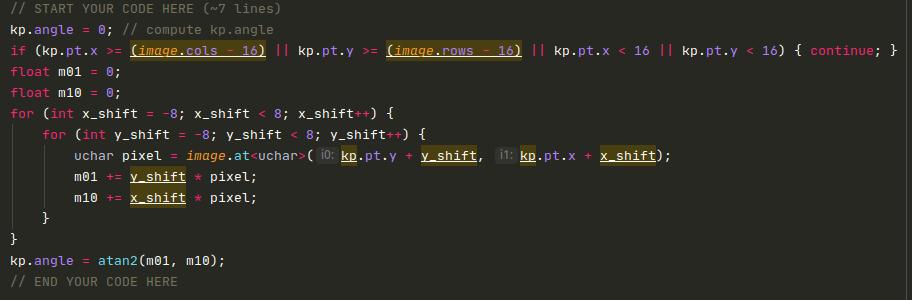 // START YOUR CODE HERE (~7 lines)
kp.angle = 0; // compute kp.angle
if (kp.pt.x >= (image.cols - 16) || kp.pt.y >= (image.rows - 16) || kp.pt.x < 16 || kp.pt.y < 16) { continue; }
float m01 = 0;
float m10 = 0;
for (int x_shift = -8; x_shift < 8; x_shift++) {
    for (int y_shift = -8; y_shift < 8; y_shift++) {
        uchar pixel = image.at<uchar>( i0: kp.pt.y + y_shift, i1: kp.pt.x + x_shift);
        m01 += y_shift * pixel;
        m10 += x_shift * pixel;
    }
}
kp.angle = atan2(m01, m10);
// END YOUR CODE HERE